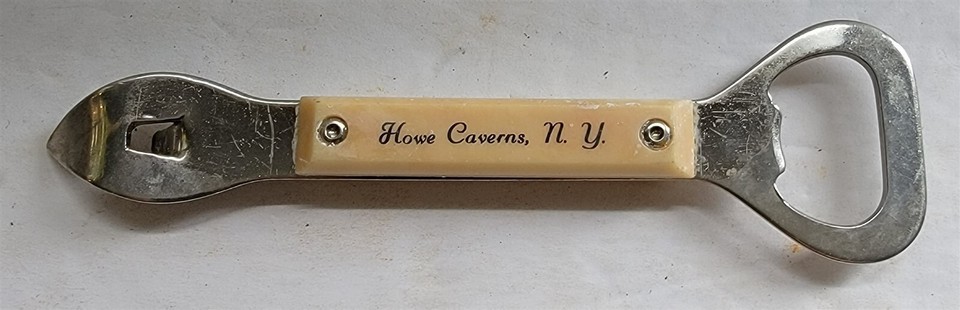 Howe Caverns, N. Y.